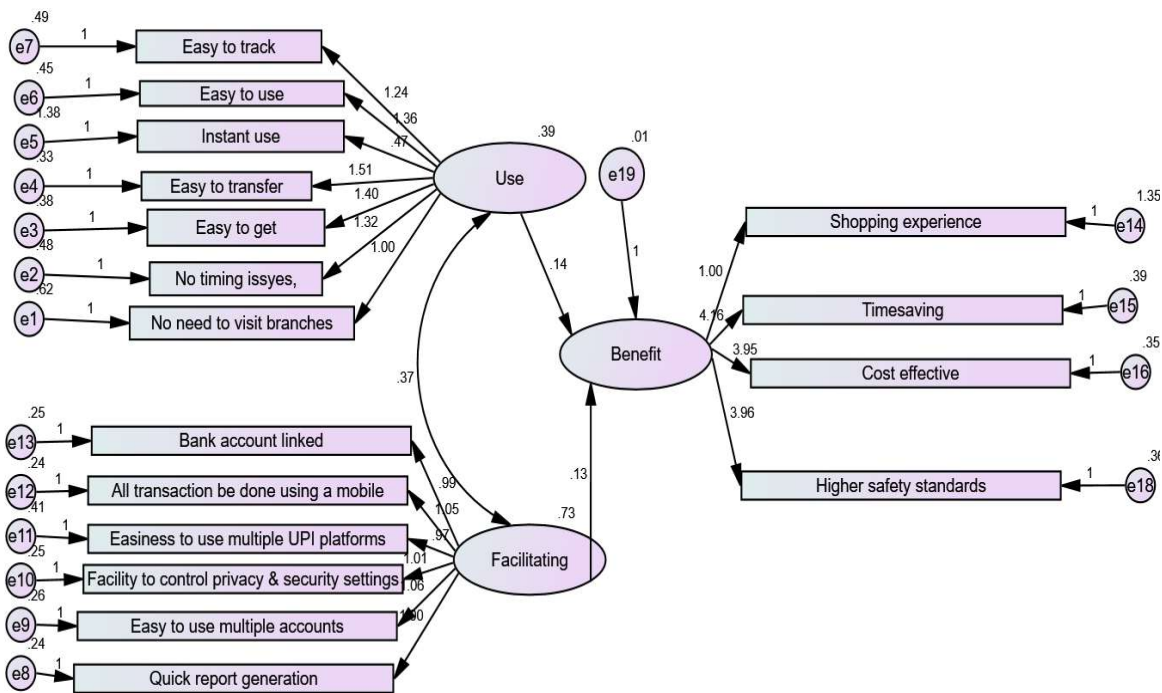 .49
e7
1
Easy to track
.45
e6
1
Easy to use
1.38
e5
1
Instant use
.33
e4
1
Easy to transfer
.38
e3
1
Easy to get
.48
e2
1
No timing issyes,
.62
e1
1
No need to visit branches
1.24
1.36
.47
1.51
1.40
1.32
1.00
.39
Use
.01
e19
1
.14
.37
Benefit
1.00
4.16
3.95
3.96
Shopping experience
1
1.35
e14
Timesaving
1
.39
e15
Cost effective
1
.35
e16
Higher safety standards
1
.36
e18
.25
e13
1
Bank account linked
.24
e12
1
All transaction be done using a mobile
.41
e11
1
Easiness to use multiple UPI platforms
.25
e10
1
Facility to control privacy & security settings
.26
e9
1
Easy to use multiple accounts
.24
e8
1
Quick report generation
.99
1.05
.97
1.01
1.06
1.00
.73
Facilitating
.13